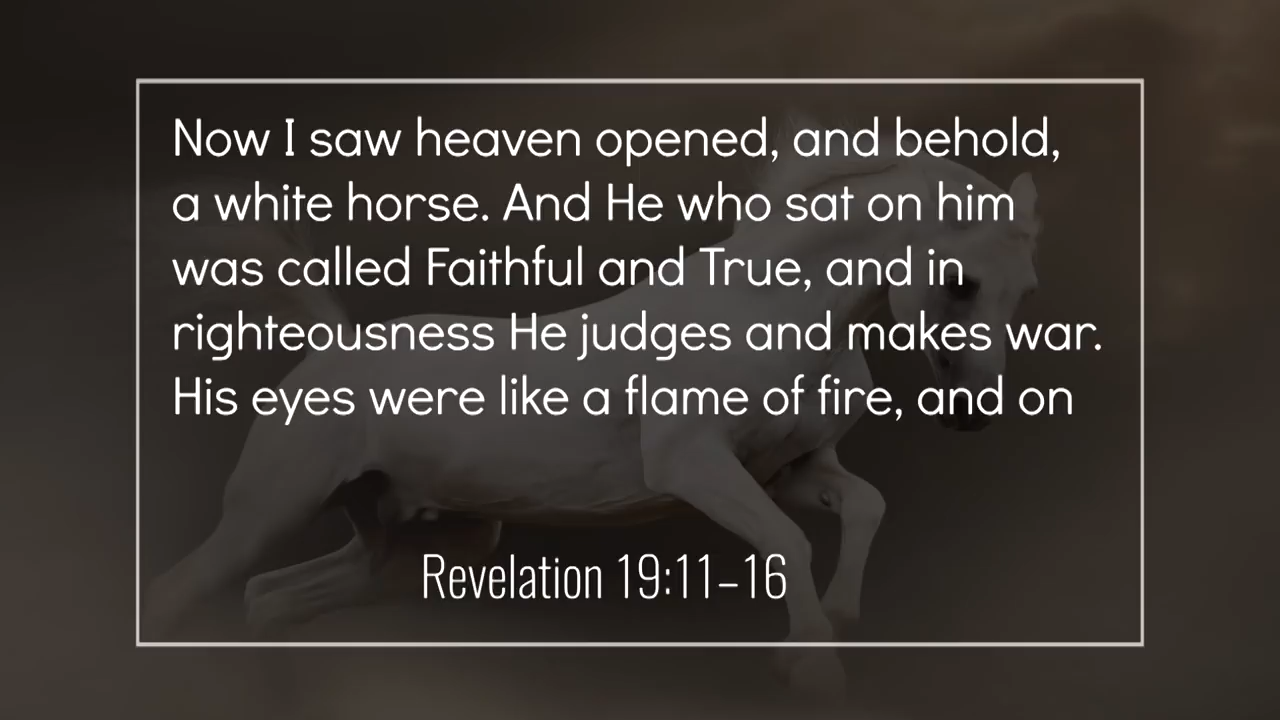 Now I saw heaven opened, and behold,
a white horse. And He who sat on him
was called Faithful and True, and in
righteousness He judges and makes war.
His eyes were like a flame of fire, and on
Revelation 19:11–16